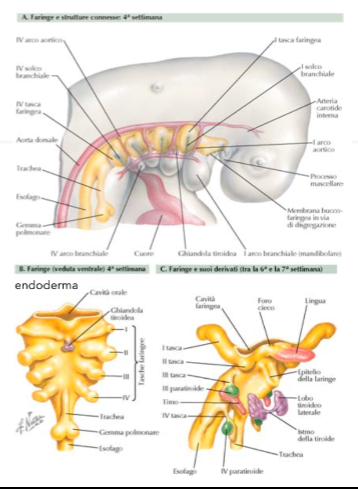 A. Faringe e strutture connesse: 4ª settimana
IV arco aortico
IV solco
branchiale
IV tasca
faringea
Aorta dorsale
Trachea
Esofago
Gemma
polmonare
I tasca faringea
I solco
branchiale
Arteria
carotide
interna
I arco
aortico
Processo
mascellare
Membrana bucco-
faringea in via
di disgregazione
IV arco branchiale
Cuore
Ghiandola tiroidea
I arco branchiale (mandibolare)
B. Faringe (veduta ventrale) 4ª settimana
endoderma
Cavità orale
Ghiandola
tiroidea
I
II
III
IV
Tasche faringee
Trachea
Gemma polmonare
Esofago
C. Faringe e suoi derivati (tra la 6ª e la 7ª settimana)
Cavità
faringea
Foro
cieco
Lingua
I tasca
II tasca
III tasca
III paratiroide
Timo
IV tasca
Epitelio
della faringe
Lobo
tiroideo
laterale
Istmo
della tiroide
Trachea
Esofago
IV paratiroide